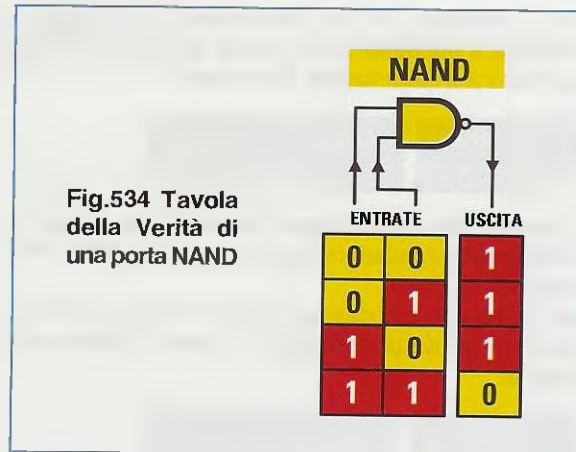 NAND
Fig.534 Tavola
della Verità di
una porta NAND
ENTRATE USCITA
0 0 1
0 1 1
1 0 1
1 1 0